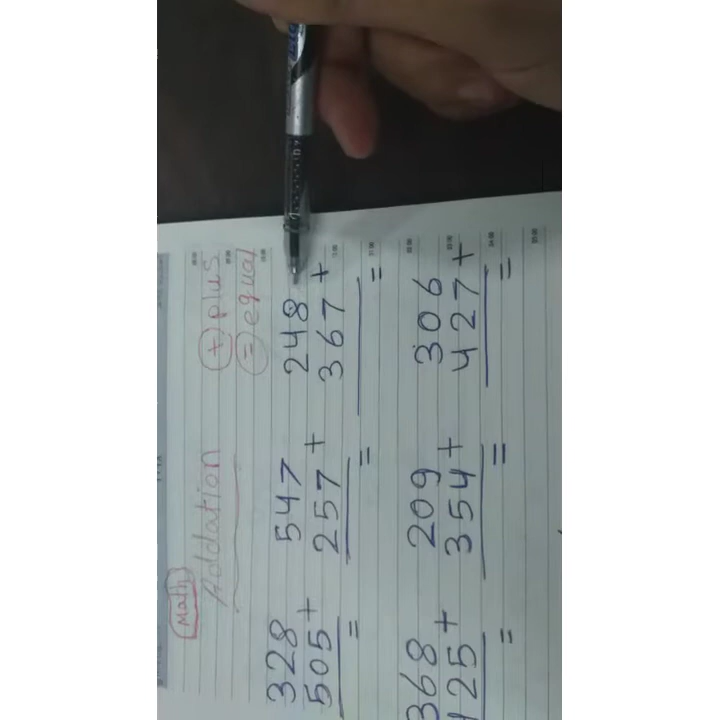 Math
Addation
+ plus
= equal
328 547 248
505 + 257 + 367 +
= = =
368 209 306
125 + 354 + 427 +
= = =